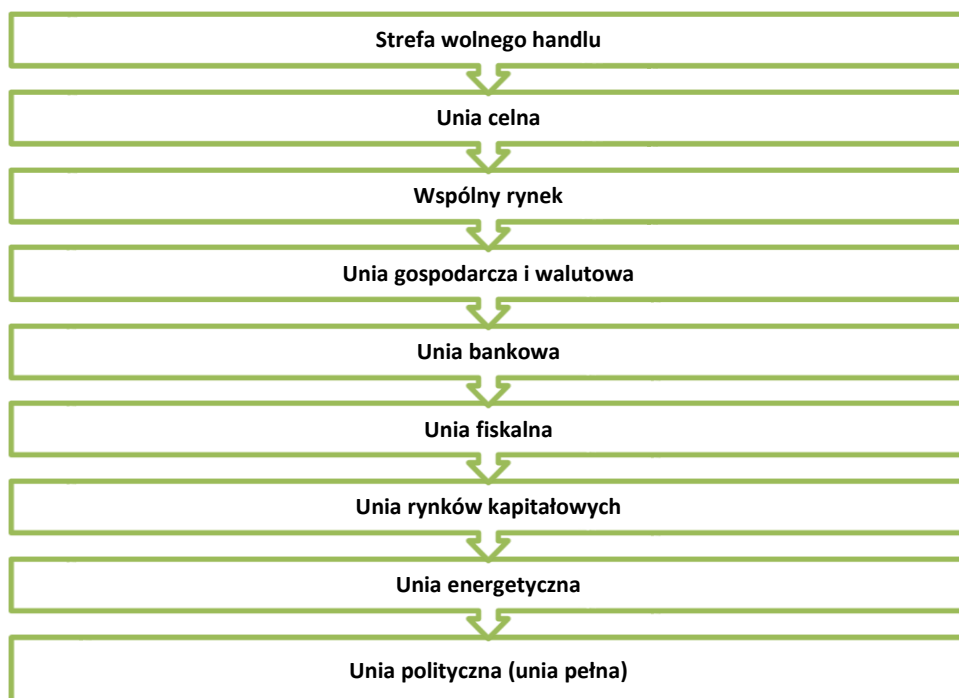 Strefa wolnego handlu
Unia celna
Wspólny rynek
Unia gospodarcza i walutowa
Unia bankowa
Unia fiskalna
Unia rynków kapitałowych
Unia energetyczna
Unia polityczna (unia pełna)